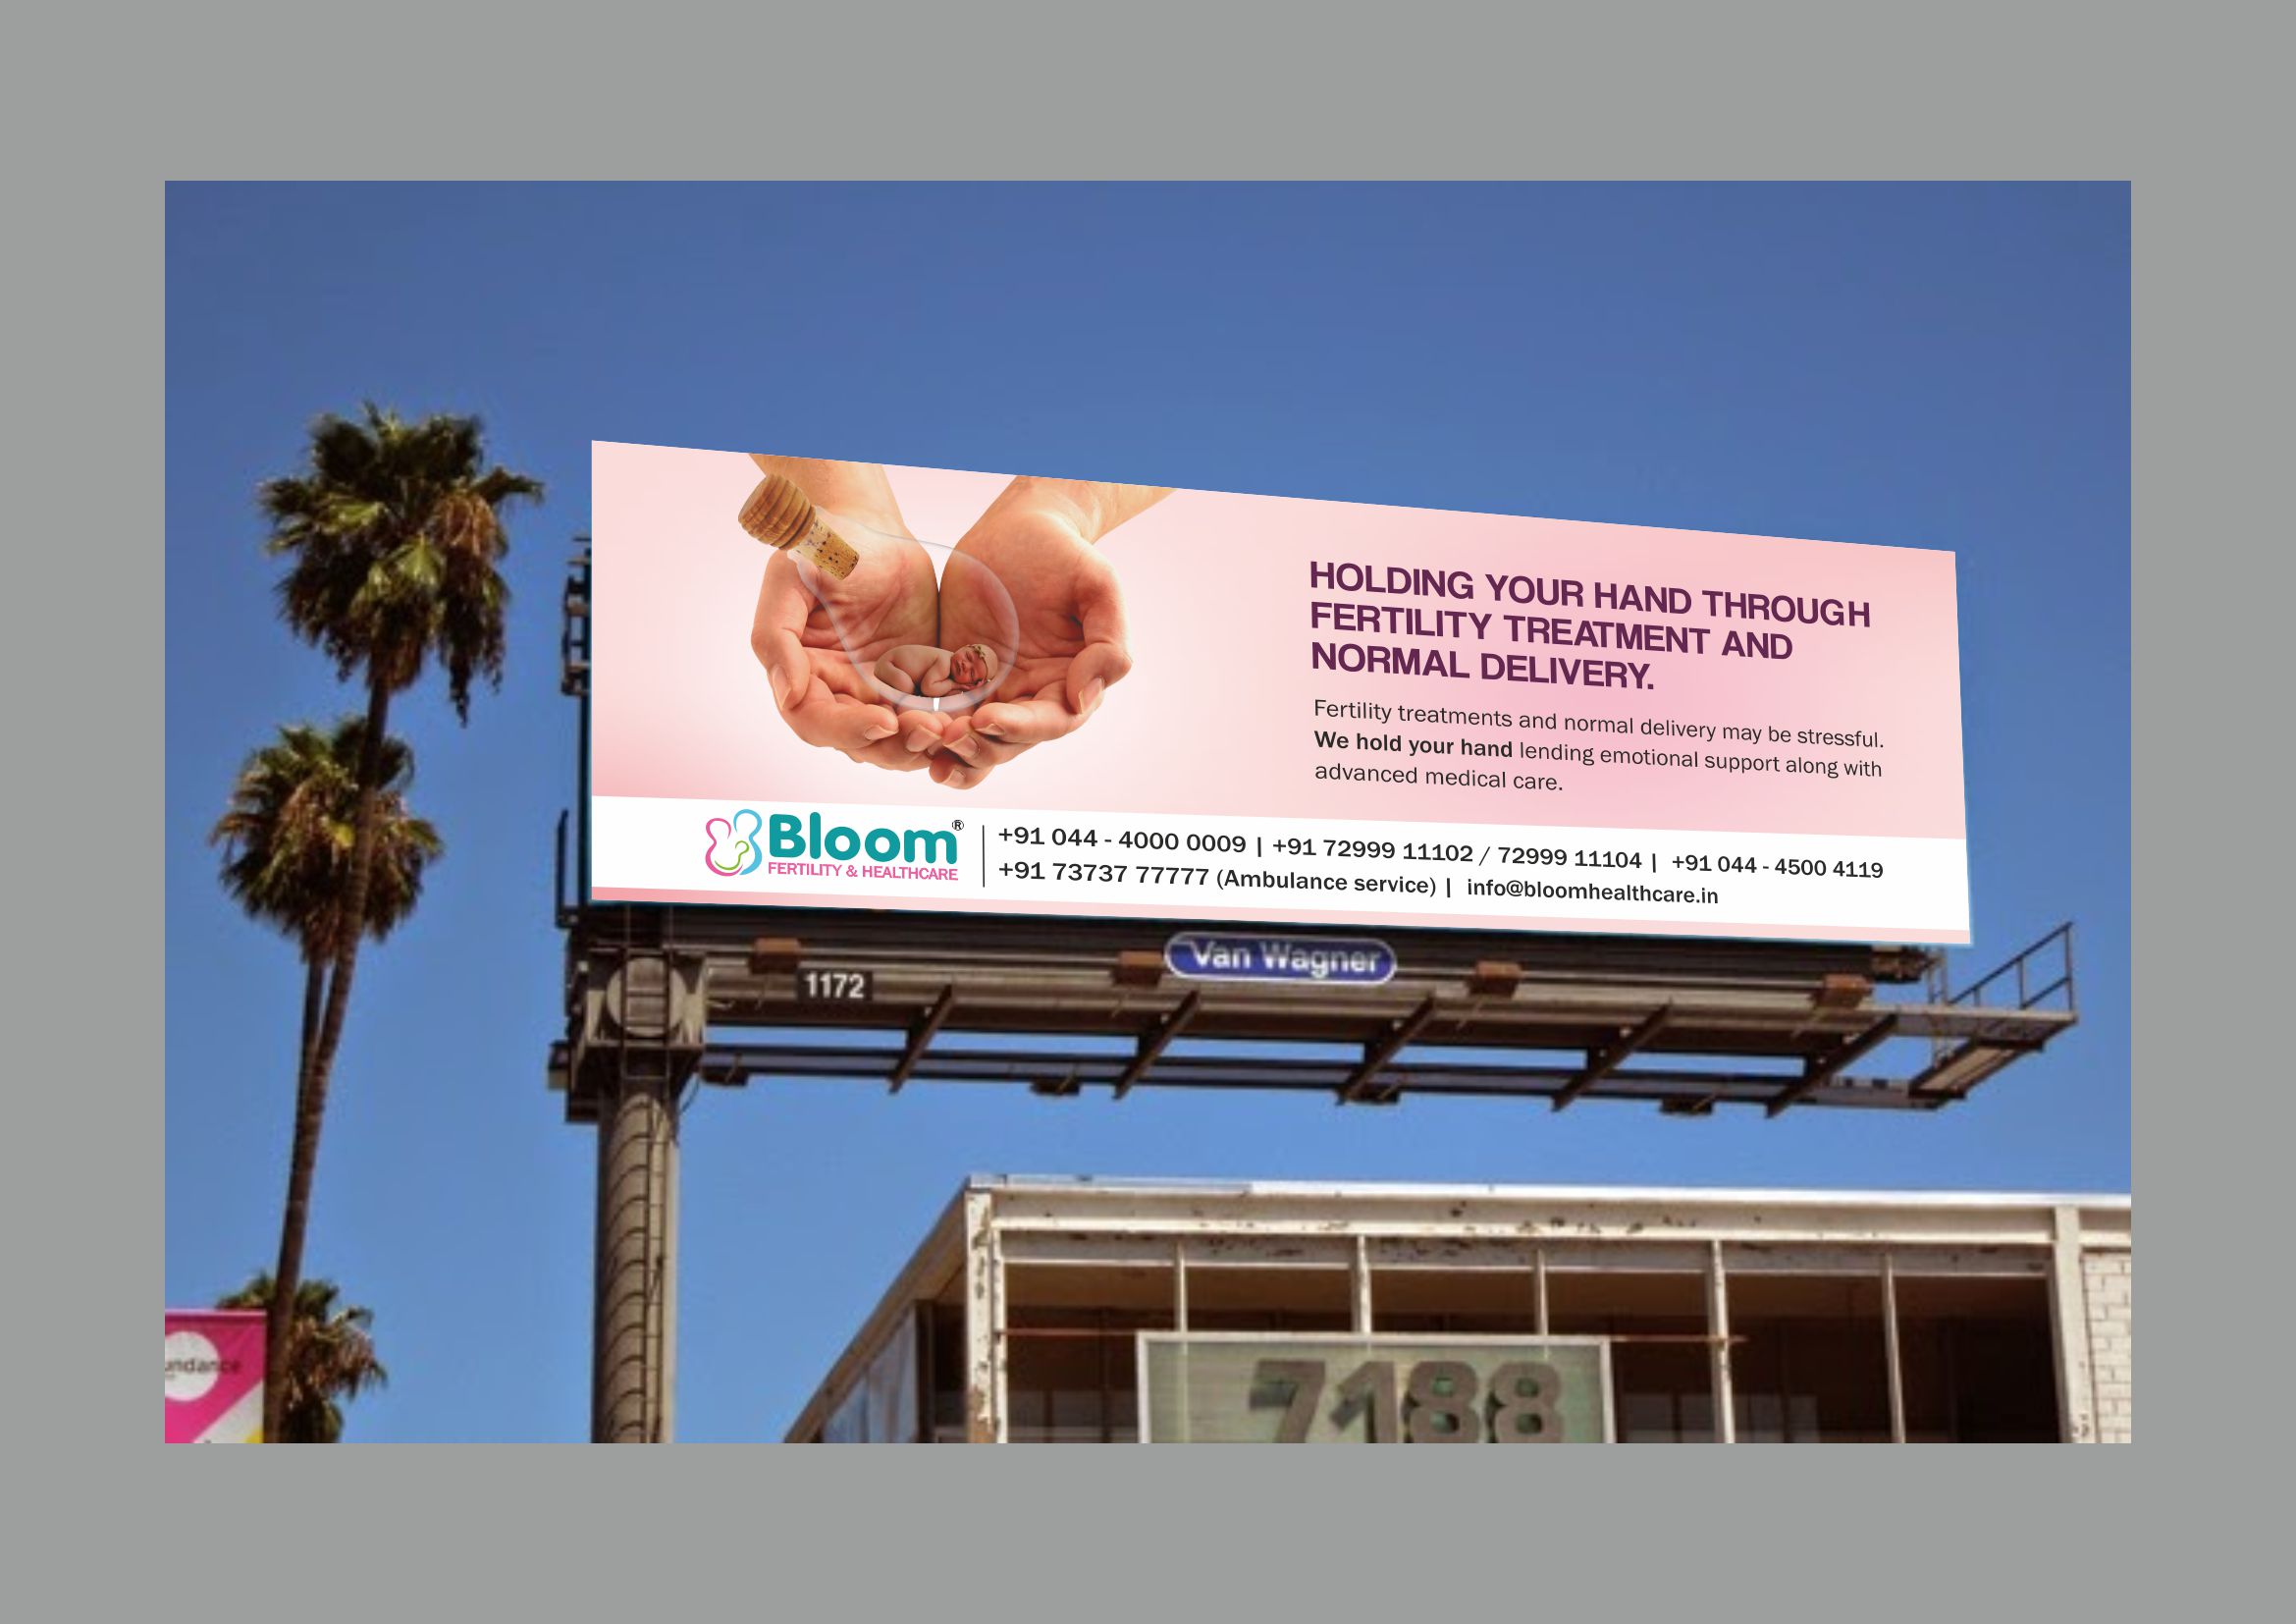 HOLDING YOUR HAND THROUGH
FERTILITY TREATMENT AND
NORMAL DELIVERY.
Fertility treatments and normal delivery may be stressful.
We hold your hand lending emotional support along with
advanced medical care.
Bloom®
FERTILITY & HEALTHCARE
+91 044 - 4000 0009 | +91 72999 11102 / 72999 11104 | +91 044 - 4500 4119
+91 73737 77777 (Ambulance service) | info@bloomhealthcare.in
Van Wagner
1172
7188